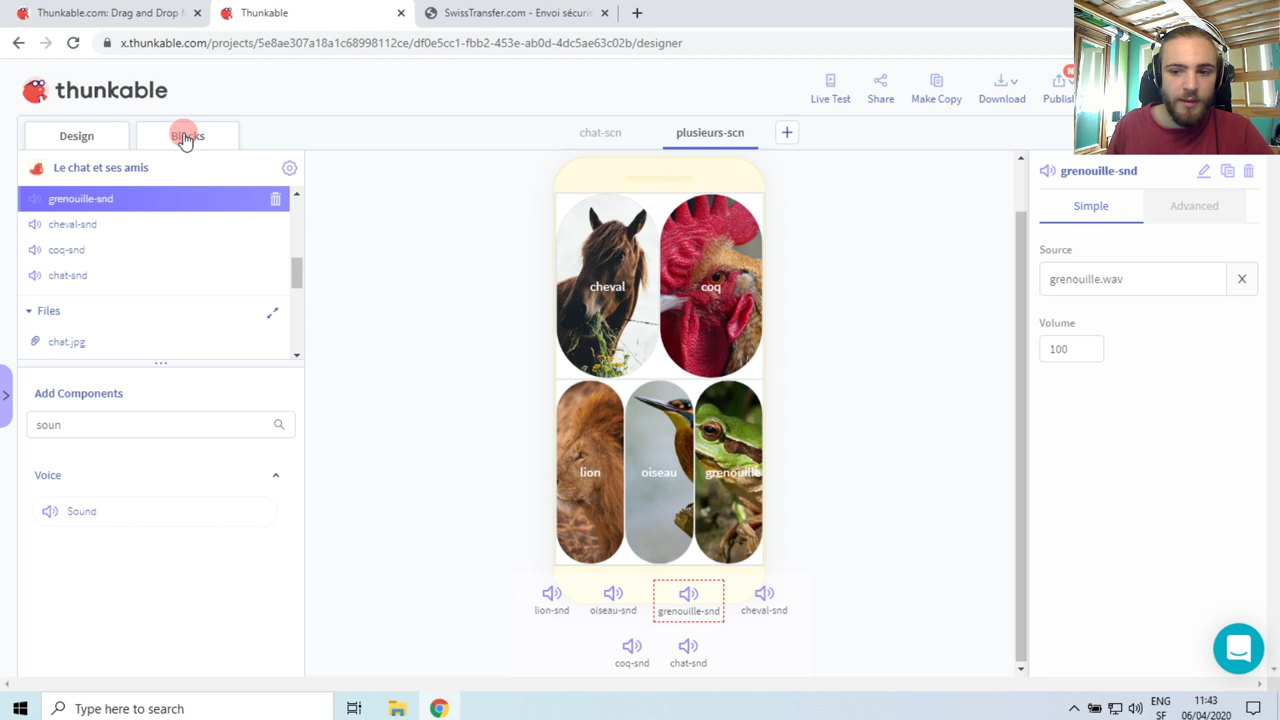 Thunkable.com: Drag and Drop M
Thunkable
SwissTransfer.com - Envoi sécuris
x.thunkable.com/projects/5e8ae307a18a1c68998112ce/df0e5cc1-fbb2-453e-ab0d-4dc5ae63c02b/designer
thunkable
Live Test
Share
Make Copy
Download
Publish
N
Design
Blocks
chat-scn
plusieurs-scn
Le chat et ses amis
grenouille-snd
cheval-snd
coq-snd
chat-snd
Files
chat.jpg
Add Components
soun
Voice
Sound
cheval
coq
lion
oiseau
grenouille
lion-snd
oiseau-snd
grenouille-snd
cheval-snd
coq-snd
chat-snd
grenouille-snd
Simple
Advanced
Source
grenouille.wav
Volume
100
Type here to search
ENG
SF
11:43
06/04/2020